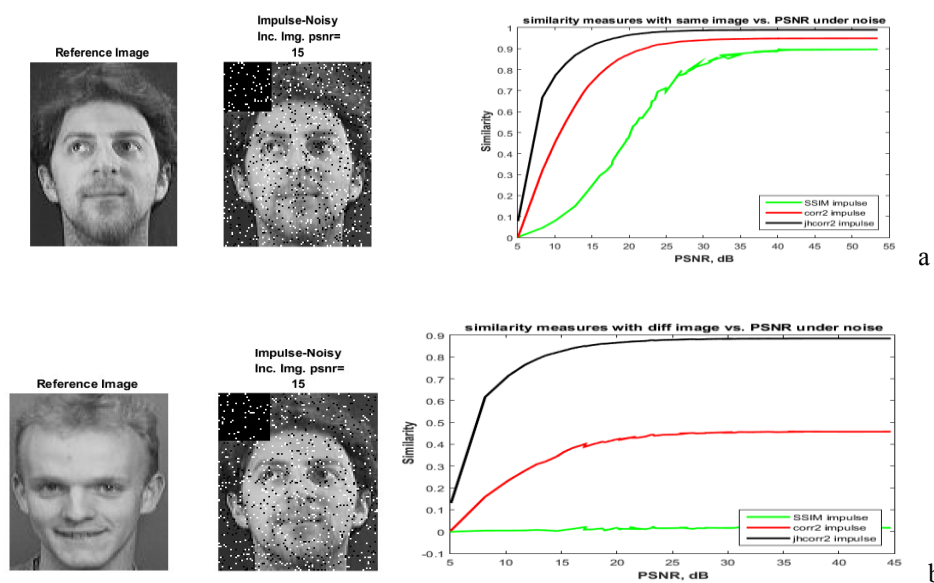 Reference Image
Impulse-Noisy
Inc. Img. psnr=
15
similarity measures with same image vs. PSNR under noise
Similarity
1
0.9
0.8
0.7
0.6
0.5
0.4
0.3
0.2
0.1
0
5 10 15 20 25 30 35 40 45 50 55
PSNR, dB
SSIM impulse
corr2 impulse
jhcorr2 impulse
a
Reference Image
Impulse-Noisy
Inc. Img. psnr=
15
similarity measures with diff image vs. PSNR under noise
Similarity
0.9
0.8
0.7
0.6
0.5
0.4
0.3
0.2
0.1
0
-0.1
5 10 15 20 25 30 35 40 45
PSNR, dB
SSIM impulse
corr2 impulse
jhcorr2 impulse
b